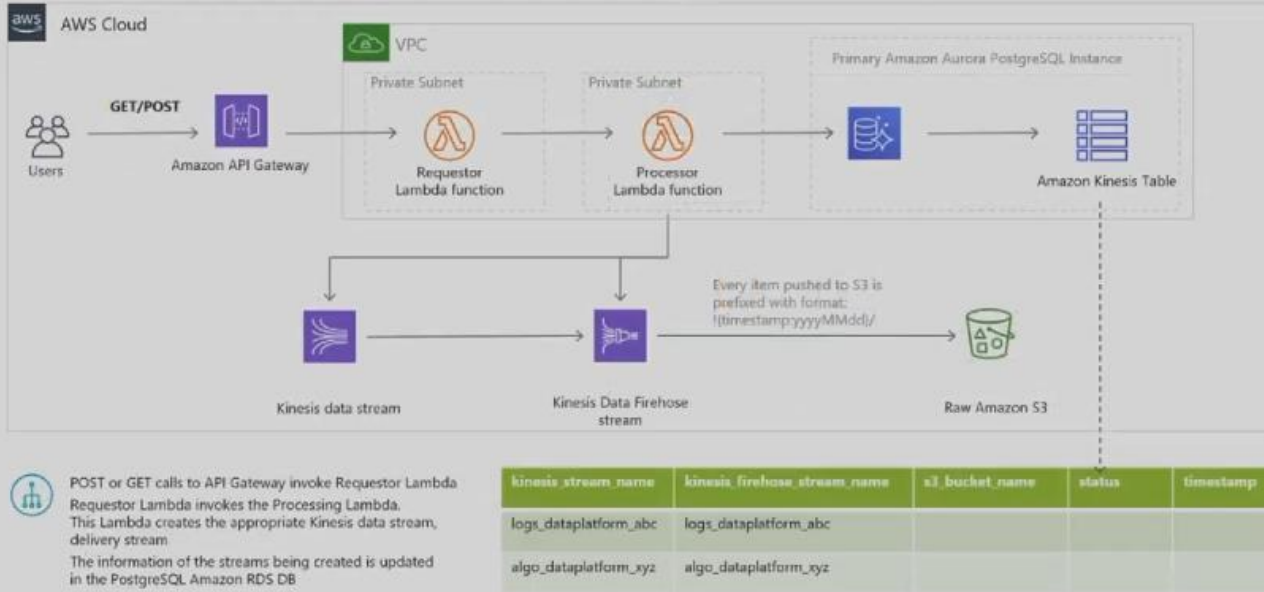 aws
AWS Cloud
VPC
Primary Amazon Aurora PostgreSQL Instance
Private Subnet
Private Subnet
GET/POST
Users
Amazon API Gateway
Requestor
Lambda function
Processor
Lambda function
Amazon Kinesis Table
Every item pushed to S3 is
prefixed with format:
!{timestamp:yyyyMMdd}/
Kinesis data stream
Kinesis Data Firehose
stream
Raw Amazon S3
POST or GET calls to API Gateway invoke Requestor Lambda
Requestor Lambda invokes the Processing Lambda.
This Lambda creates the appropriate Kinesis data stream,
delivery stream
The information of the streams being created is updated
in the PostgreSQL Amazon RDS DB
kinesis_stream_name kinesis_firehose_stream_name s3_bucket_name status timestamp
logs_dataplatform_abc logs_dataplatform_abc
algo_dataplatform_xyz algo_dataplatform_xyz